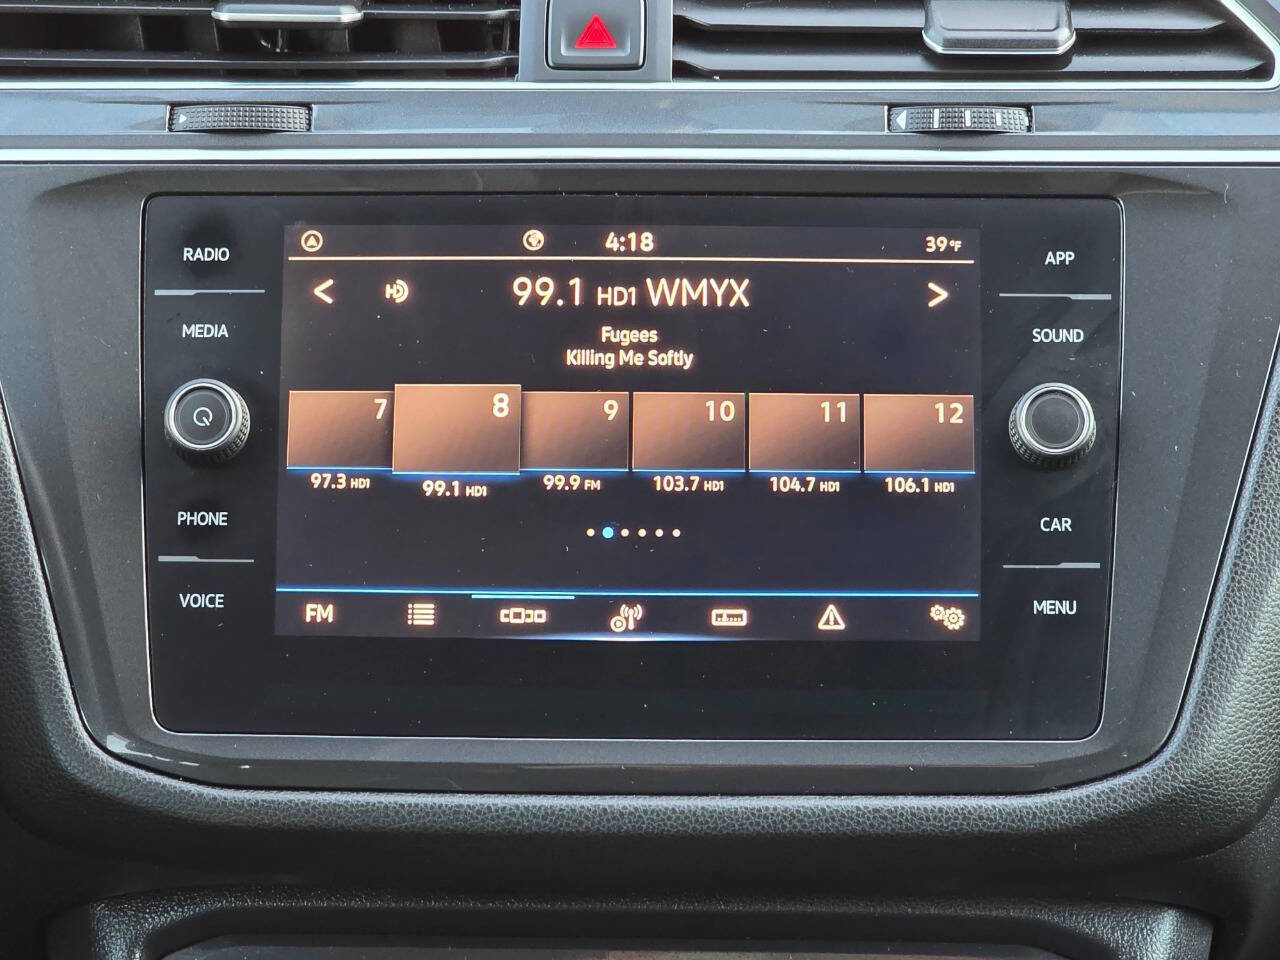 RADIO
MEDIA
PHONE
VOICE
4:18
39°F
HD
99.1 HD1 WMYX
Fugees
Killing Me Softly
7 8 9 10 11 12
97.3 HD1 99.1 HD1 99.9 FM 103.7 HD1 104.7 HD1 106.1 HD1
FM
APP
SOUND
CAR
MENU